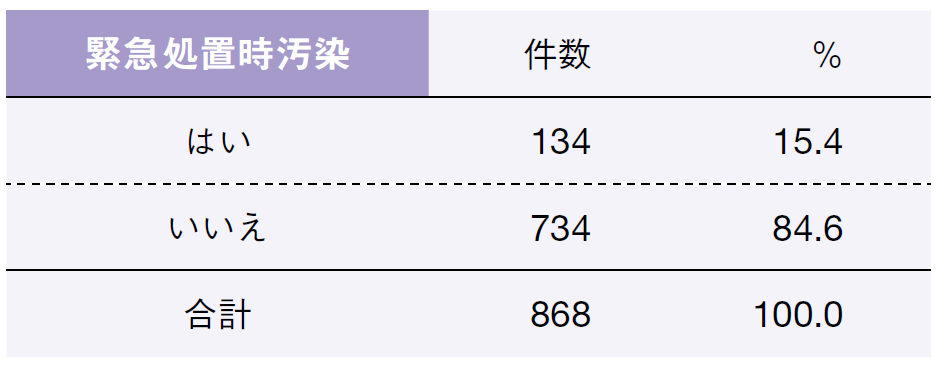 緊急処置時汚染 件数 %
はい 134 15.4
いいえ 734 84.6
合計 868 100.0